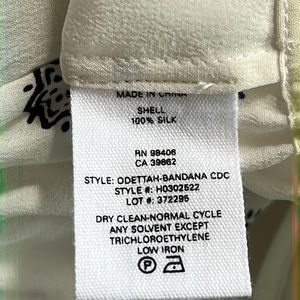 MADE IN CHINA
SHELL
100% SILK
RN 98406
CA 39862
STYLE: ODETTAH-BANDANA CDC
STYLE #: H0302522
LOT #: 372295
DRY CLEAN-NORMAL CYCLE
ANY SOLVENT EXCEPT
TRICHLOROETHYLENE
LOW IRON
P